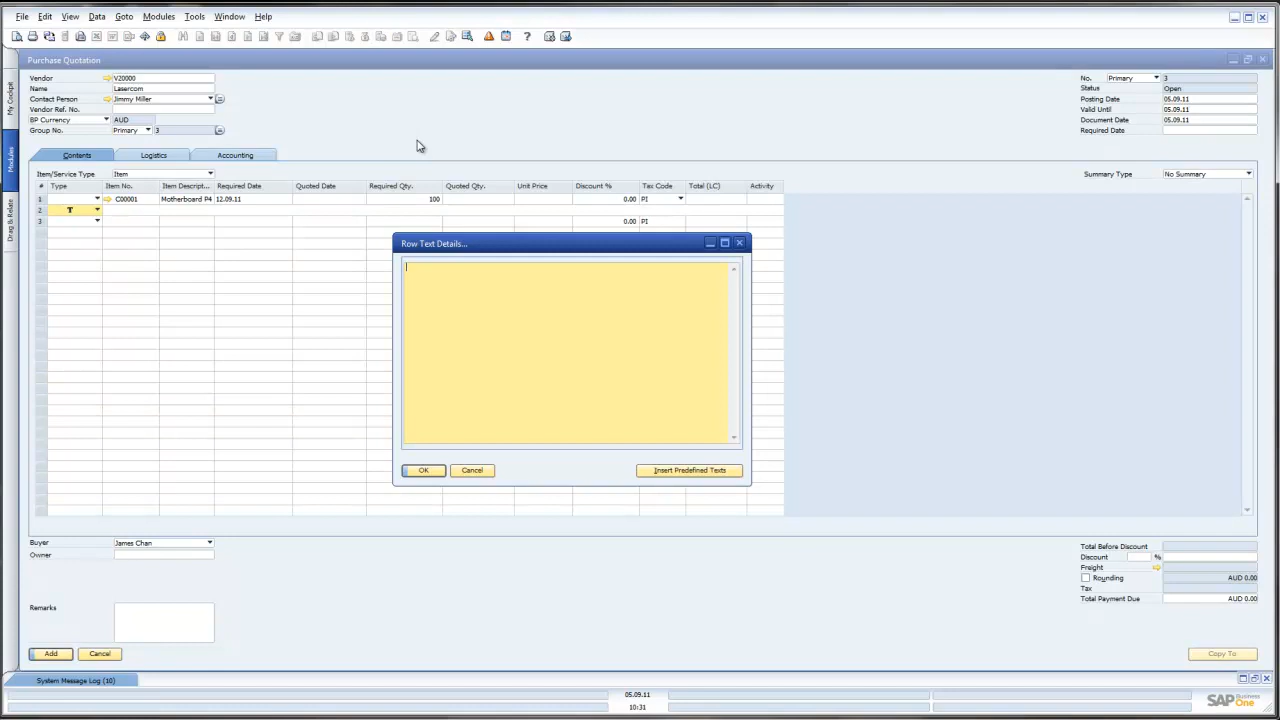 File Edit View Data Goto Modules Tools Window Help
Purchase Quotation
Vendor V20000
Name Lasercom
Contact Person Jimmy Miller
Vendor Ref. No.
BP Currency AUD
Group No. Primary 3
No. Primary 3
Status Open
Posting Date 05.09.11
Valid Until 05.09.11
Document Date 05.09.11
Required Date
My Cockpit
Modules
Drag & Relate
Contents Logistics Accounting
Item/Service Type Item
Summary Type No Summary
# Type Item No. Item Descript... Required Date Quoted Date Required Qty. Quoted Qty. Unit Price Discount % Tax Code Total (LC) Activity
1 C00001 Motherboard P4 12.09.11 100 0.00 PI
2 T
3 0.00 PI
Row Text Details...
OK Cancel Insert Predefined Texts
Buyer James Chan
Owner
Remarks
Total Before Discount
Discount %
Freight
Rounding AUD 0.00
Tax
Total Payment Due AUD 0.00
Add Cancel Copy To
System Message Log (10)
05.09.11
10:31
SAP Business One